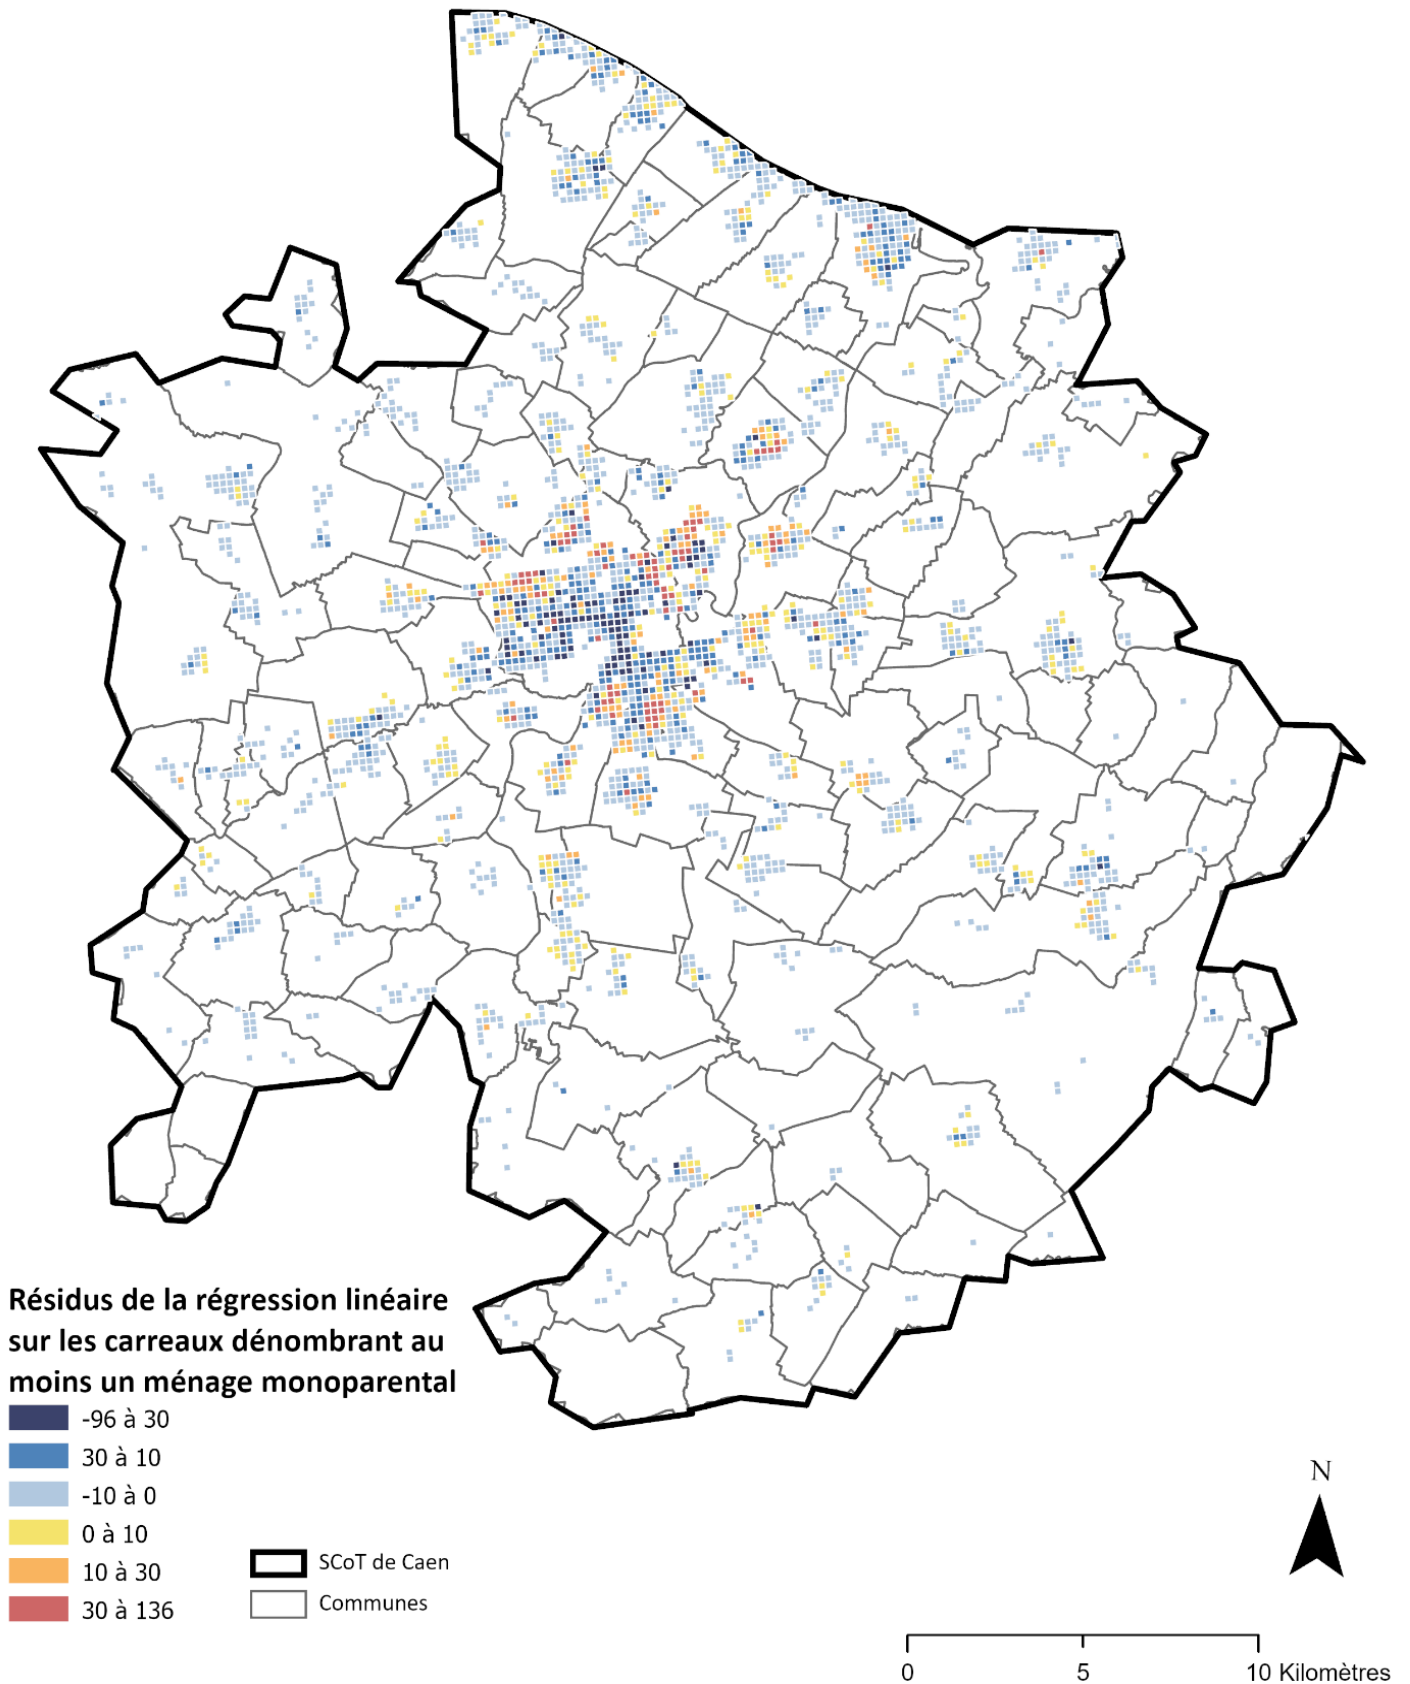 Résidus de la régression linéaire
sur les carreaux dénombrant au
moins un ménage monoparental
-96 à 30
30 à 10
-10 à 0
0 à 10
10 à 30
30 à 136
SCoT de Caen
Communes
N
0 5 10 Kilomètres